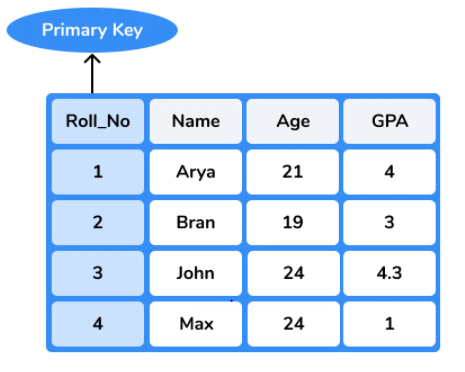 Primary Key
Roll_No Name Age GPA
1 Arya 21 4
2 Bran 19 3
3 John 24 4.3
4 Max 24 1